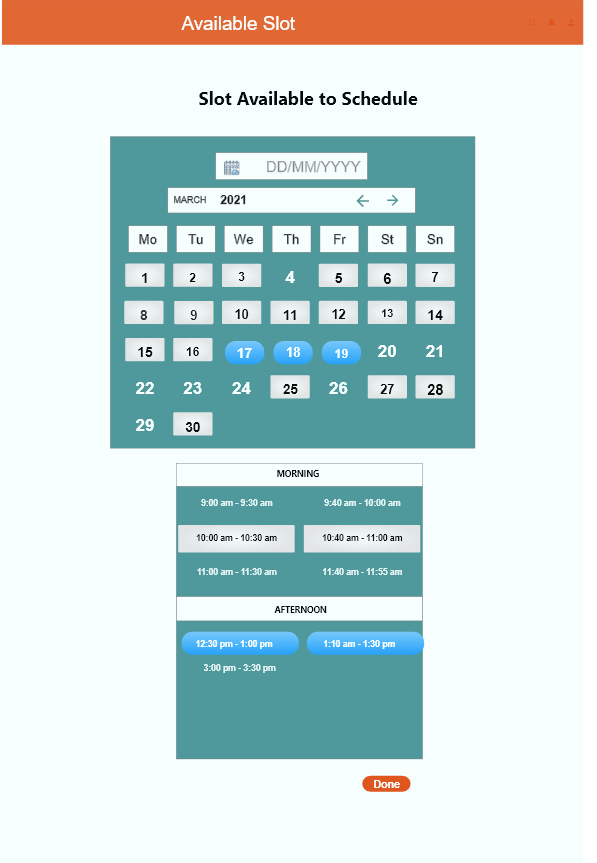 Available Slot
Slot Available to Schedule
DD/MM/YYYY
MARCH 2021
Mo Tu We Th Fr St Sn
1 2 3 4 5 6 7
8 9 10 11 12 13 14
15 16 17 18 19 20 21
22 23 24 25 26 27 28
29 30
MORNING
9:00 am - 9:30 am 9:40 am - 10:00 am
10:00 am - 10:30 am 10:40 am - 11:00 am
11:00 am - 11:30 am 11:40 am - 11:55 am
AFTERNOON
12:30 pm - 1:00 pm 1:10 am - 1:30 pm
3:00 pm - 3:30 pm
Done